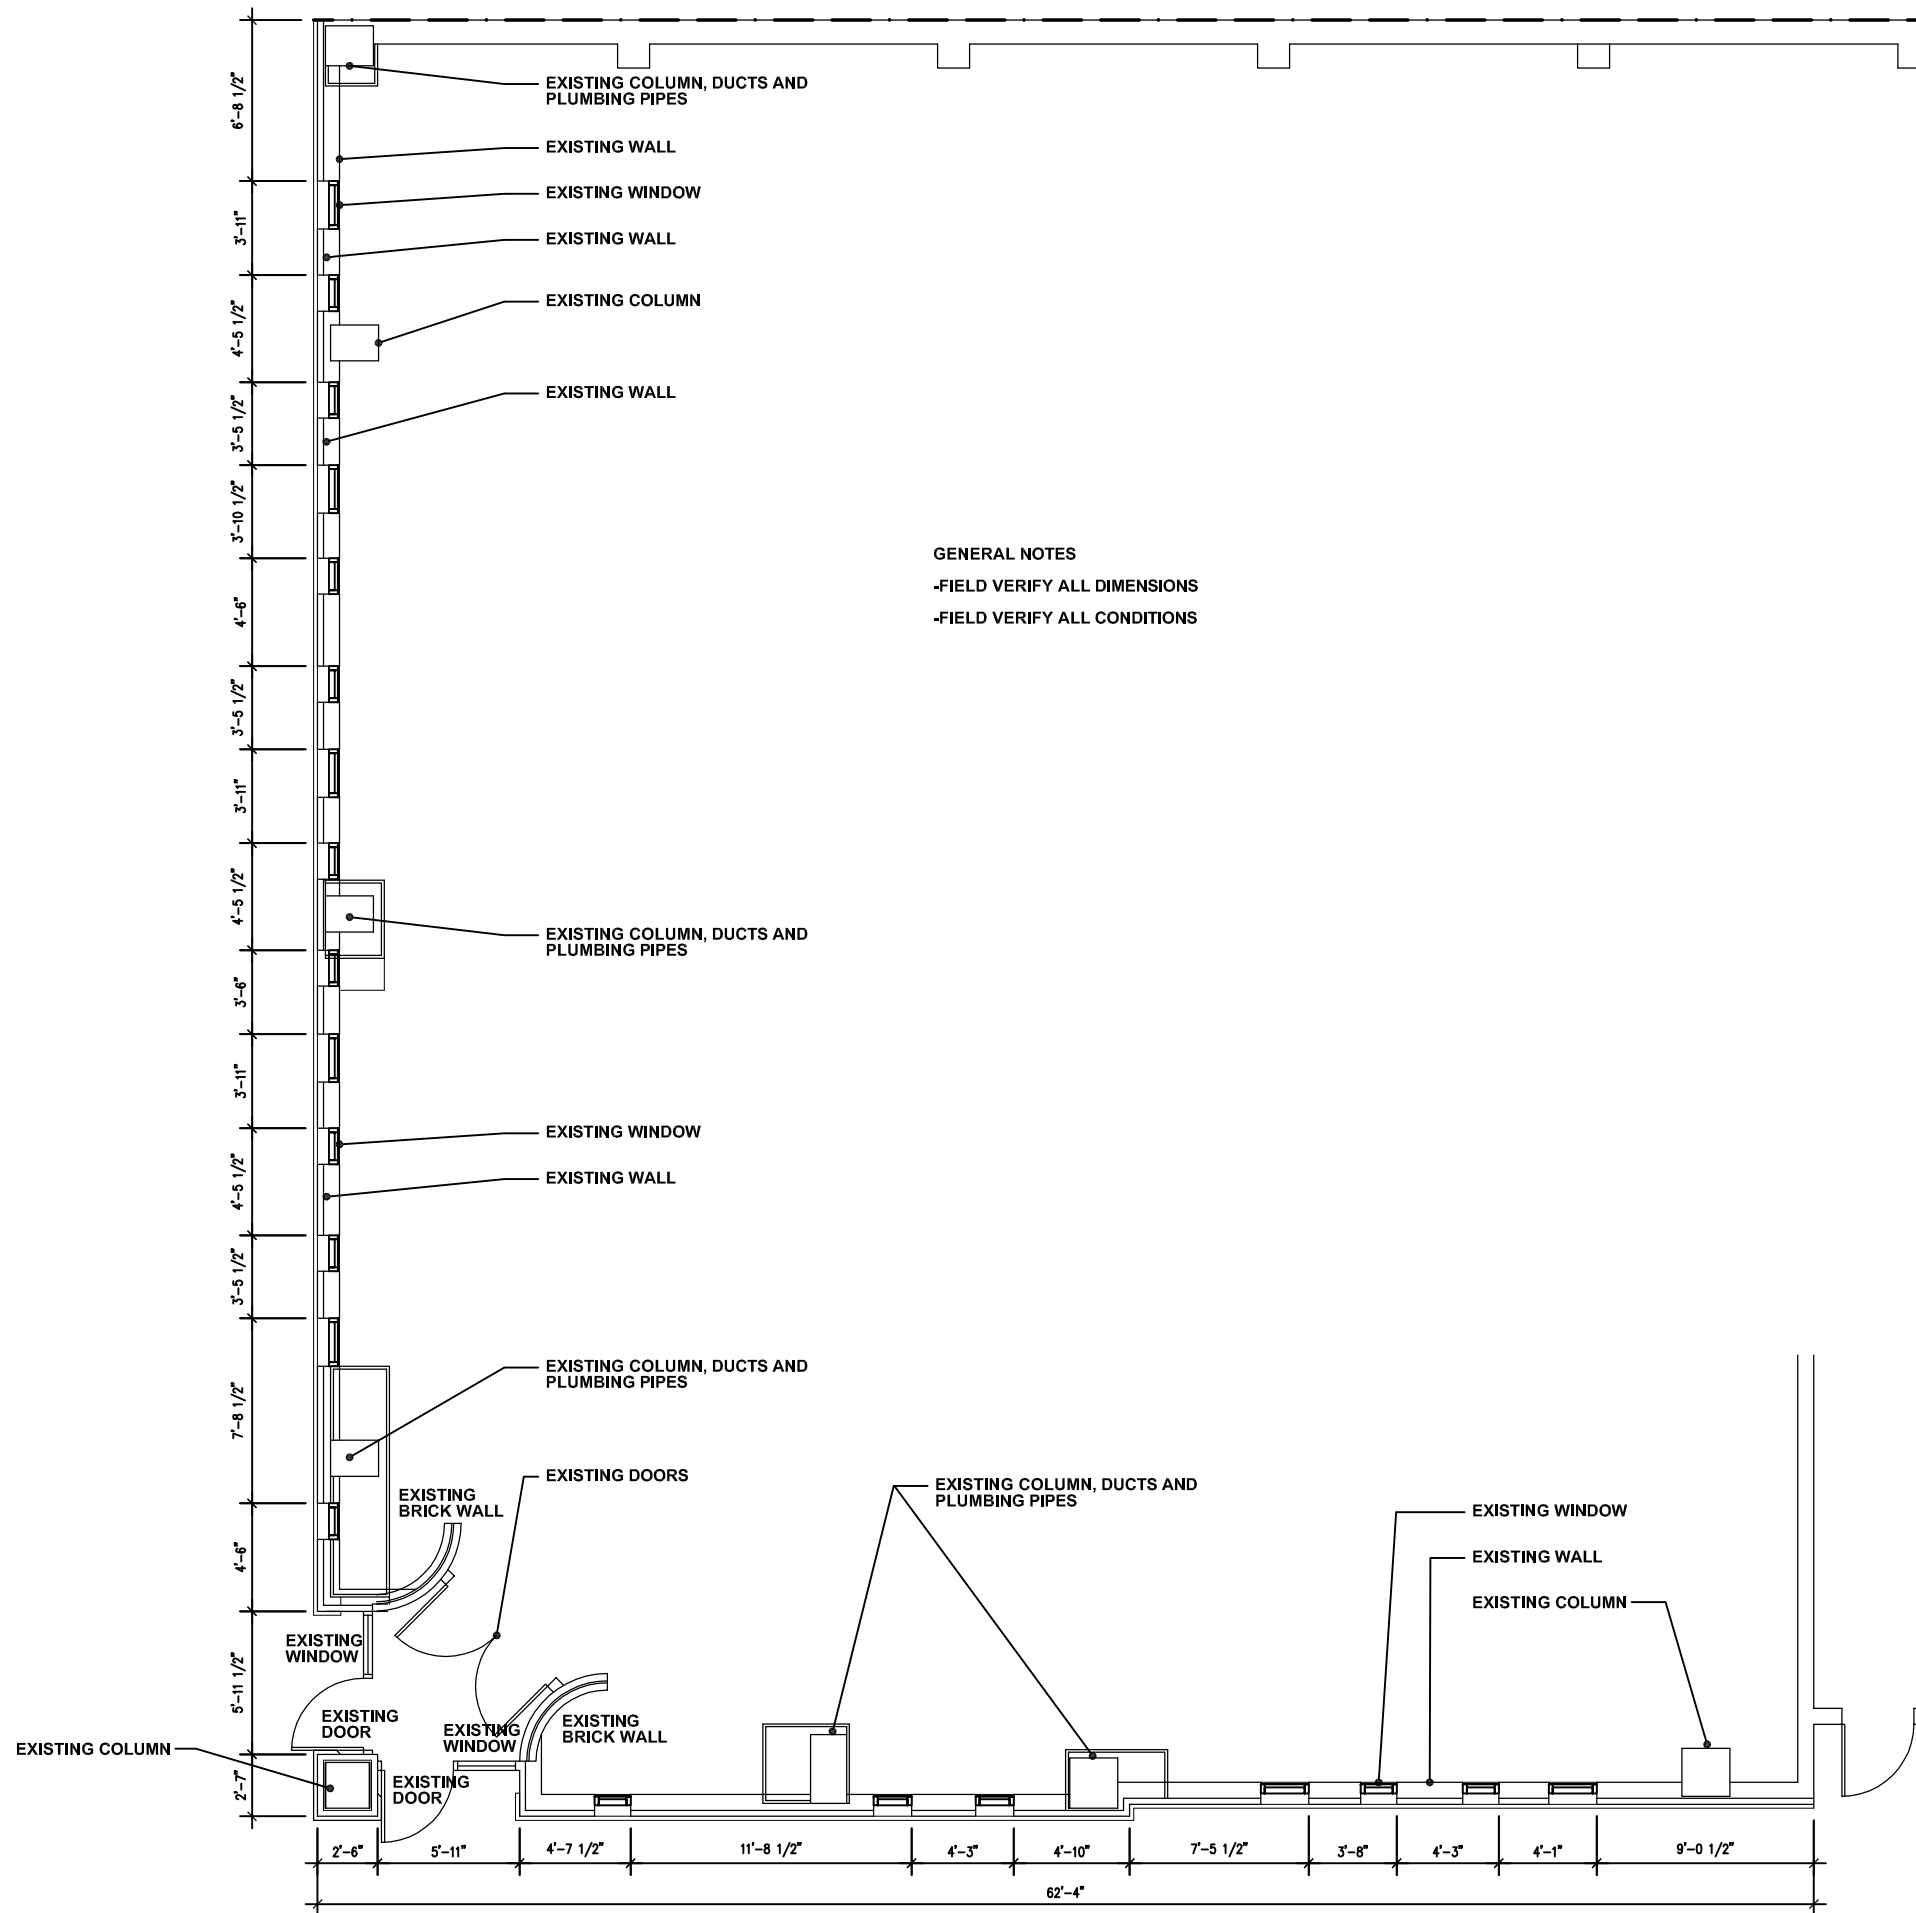 6'-8 1/2"
3'-11"
4'-5 1/2"
3'-5 1/2"
3'-10 1/2"
4'-6"
3'-5 1/2"
3'-11"
4'-5 1/2"
3'-6"
3'-11"
4'-5 1/2"
3'-5 1/2"
7'-8 1/2"
4'-6"
5'-11 1/2"
2'-7"
EXISTING COLUMN, DUCTS AND
PLUMBING PIPES
EXISTING WALL
EXISTING WINDOW
EXISTING WALL
EXISTING COLUMN
EXISTING WALL
GENERAL NOTES
-FIELD VERIFY ALL DIMENSIONS
-FIELD VERIFY ALL CONDITIONS
EXISTING COLUMN, DUCTS AND
PLUMBING PIPES
EXISTING WINDOW
EXISTING WALL
EXISTING COLUMN, DUCTS AND
PLUMBING PIPES
EXISTING DOORS
EXISTING
BRICK WALL
EXISTING COLUMN, DUCTS AND
PLUMBING PIPES
EXISTING WINDOW
EXISTING WALL
EXISTING COLUMN
EXISTING
WINDOW
EXISTING
DOOR
EXISTING
WINDOW
EXISTING
BRICK WALL
EXISTING COLUMN
EXISTING
DOOR
2'-6"
5'-11"
4'-7 1/2"
11'-8 1/2"
4'-3"
4'-10"
7'-5 1/2"
3'-8"
4'-3"
4'-1"
9'-0 1/2"
62'-4"